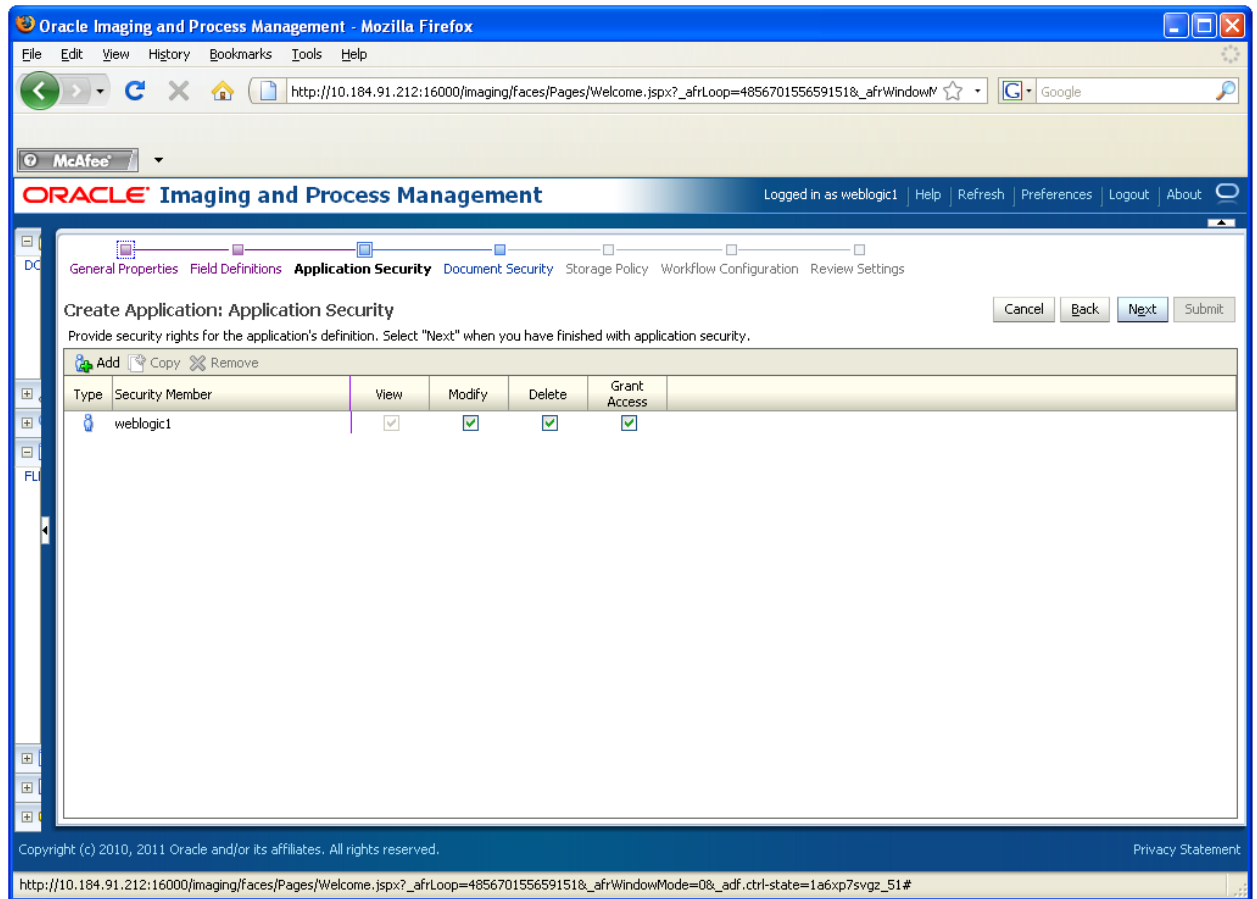 Oracle Imaging and Process Management - Mozilla Firefox
File Edit View History Bookmarks Tools Help
http://10.184.91.212:16000/imaging/faces/Pages/Welcome.jspx?_afrLoop=4856701556559151&_afrWindowM
Google
McAfee
ORACLE Imaging and Process Management
Logged in as weblogic1 Help Refresh Preferences Logout About
DC
General Properties Field Definitions Application Security Document Security Storage Policy Workflow Configuration Review Settings
Create Application: Application Security
Cancel Back Next Submit
Provide security rights for the application's definition. Select "Next" when you have finished with application security.
Add Copy Remove
Type Security Member View Modify Delete Grant Access
weblogic1
FLI
Copyright (c) 2010, 2011 Oracle and/or its affiliates. All rights reserved.
Privacy Statement
http://10.184.91.212:16000/imaging/faces/Pages/Welcome.jspx?_afrLoop=4856701556559151&_afrWindowMode=0&_adf.ctrl-state=1a6xp7svgz_51#